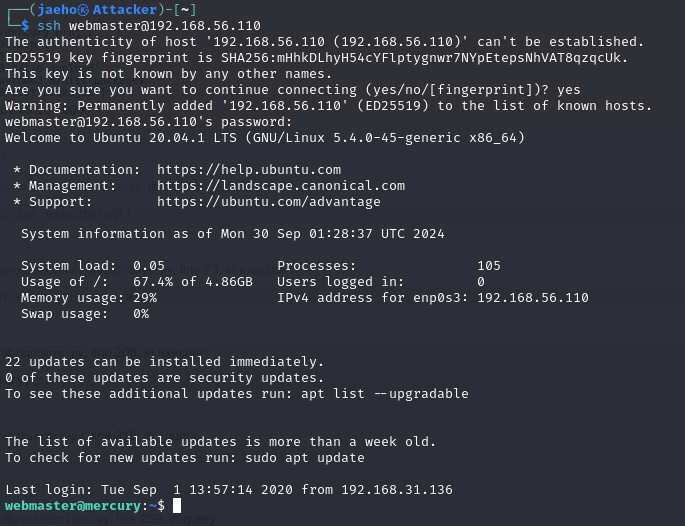 ┌──(jaeho㉿Attacker)-[~]
└─$ ssh webmaster@192.168.56.110
The authenticity of host '192.168.56.110 (192.168.56.110)' can't be established.
ED25519 key fingerprint is SHA256:mHhkDLhyH54cYFlptygnwr7NYpEtepsNhVAT8qzqcUk.
This key is not known by any other names.
Are you sure you want to continue connecting (yes/no/[fingerprint])? yes
Warning: Permanently added '192.168.56.110' (ED25519) to the list of known hosts.
webmaster@192.168.56.110's password:
Welcome to Ubuntu 20.04.1 LTS (GNU/Linux 5.4.0-45-generic x86_64)
* Documentation:  https://help.ubuntu.com
* Management:     https://landscape.canonical.com
* Support:        https://ubuntu.com/advantage
System information as of Mon 30 Sep 01:28:37 UTC 2024
System load:  0.05              Processes:               105
Usage of /:   67.4% of 4.86GB   Users logged in:         0
Memory usage: 29%               IPv4 address for enp0s3: 192.168.56.110
Swap usage:   0%
22 updates can be installed immediately.
0 of these updates are security updates.
To see these additional updates run: apt list --upgradable
The list of available updates is more than a week old.
To check for new updates run: sudo apt update
Last login: Tue Sep  1 13:57:14 2020 from 192.168.31.136
webmaster@mercury:~$